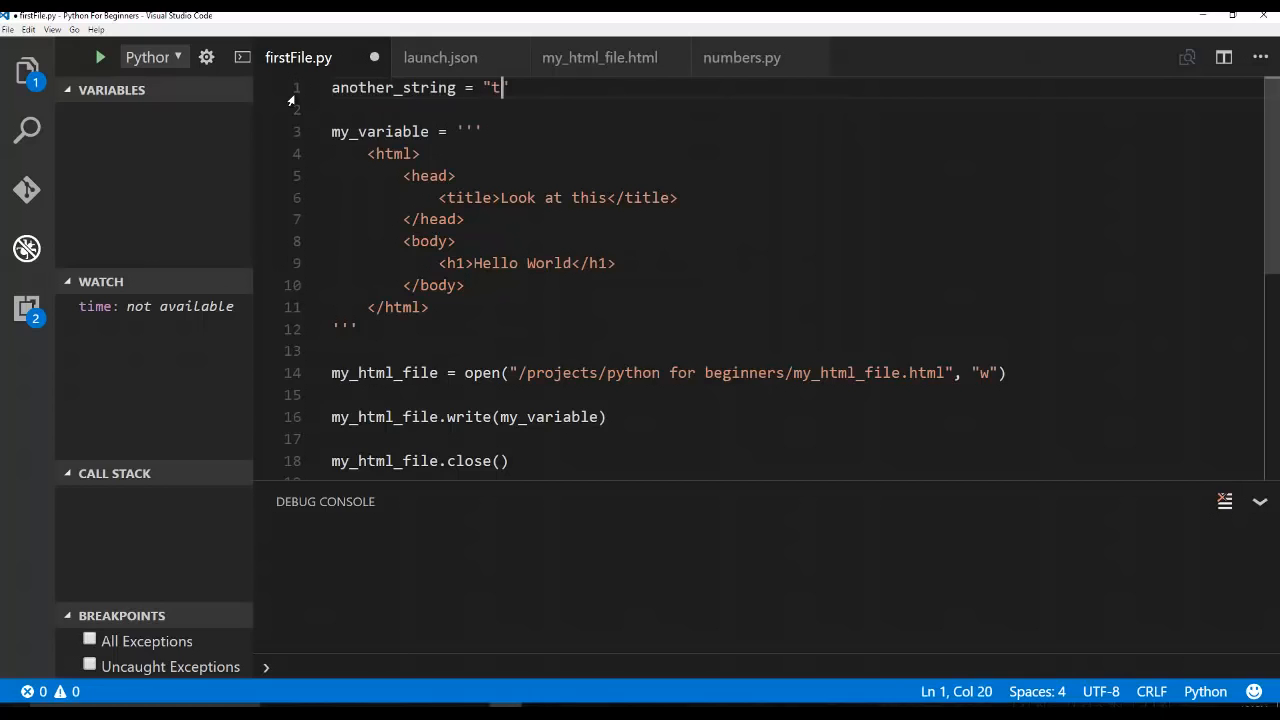 firstFile.py - Python For Beginners - Visual Studio Code
File Edit View Go Help
1 Python firstFile.py launch.json my_html_file.html numbers.py
VARIABLES
WATCH
time: not available
2
CALL STACK
BREAKPOINTS
All Exceptions
Uncaught Exceptions
1 another_string = "t"
2
3 my_variable = '''
4 <html>
5 <head>
6 <title>Look at this</title>
7 </head>
8 <body>
9 <h1>Hello World</h1>
10 </body>
11 </html>
12 '''
13
14 my_html_file = open("/projects/python for beginners/my_html_file.html", "w")
15
16 my_html_file.write(my_variable)
17
18 my_html_file.close()
DEBUG CONSOLE
0 0 Ln 1, Col 20 Spaces: 4 UTF-8 CRLF Python